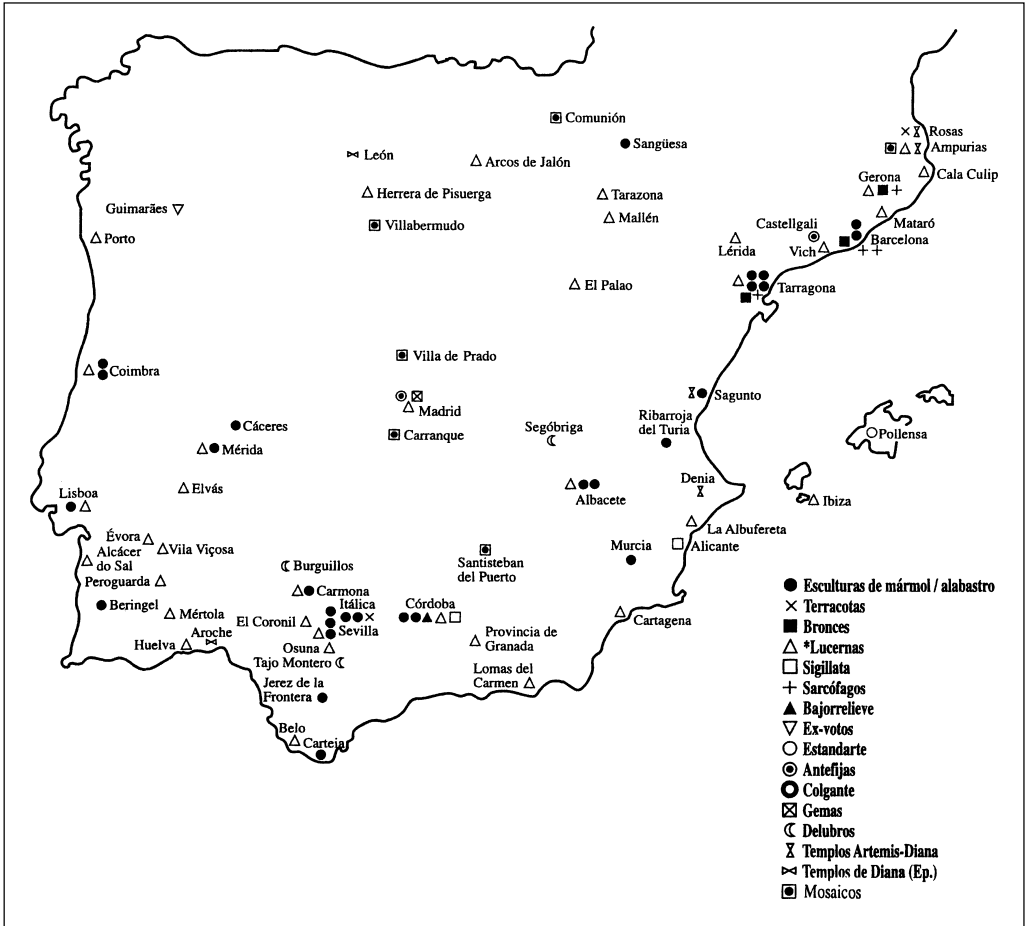 Comunión
Sangüesa
Rosas
Ampurias
León
Arcos de Jalón
Cala Culip
Gerona
Herrera de Pisuerga
Tarazona
Guimarães
Mallén
Mataró
Villabermudo
Castellgali
Porto
Barcelona
Lérida
Vich
El Palao
Tarragona
Villa de Prado
Coimbra
Sagunto
Madrid
Ribarroja
del Turia
Cáceres
Segóbriga
Pollensa
Carranque
Mérida
Denia
Elvás
Lisboa
Albacete
Ibiza
La Albufereta
Évora
Vila Viçosa
Alcácer
do Sal
Murcia
Alicante
Santisteban
del Puerto
Burguillos
Peroguarda
Carmona
Esculturas de mármol / alabastro
Beringel
Itálica
Córdoba
Terracotas
Mértola
El Coronil
Cartagena
Bronces
Aroche
Sevilla
Provincia de
Granada
Huelva
Osuna
*Lucernas
Tajo Montero
Sigillata
Lomas del
Carmen
Jerez de la
Frontera
Sarcófagos
Bajorrelieve
Belo
Ex-votos
Carteia
Estandarte
Antefijas
Colgante
Gemas
Delubros
Templos Artemis-Diana
Templos de Diana (Ep.)
Mosaicos